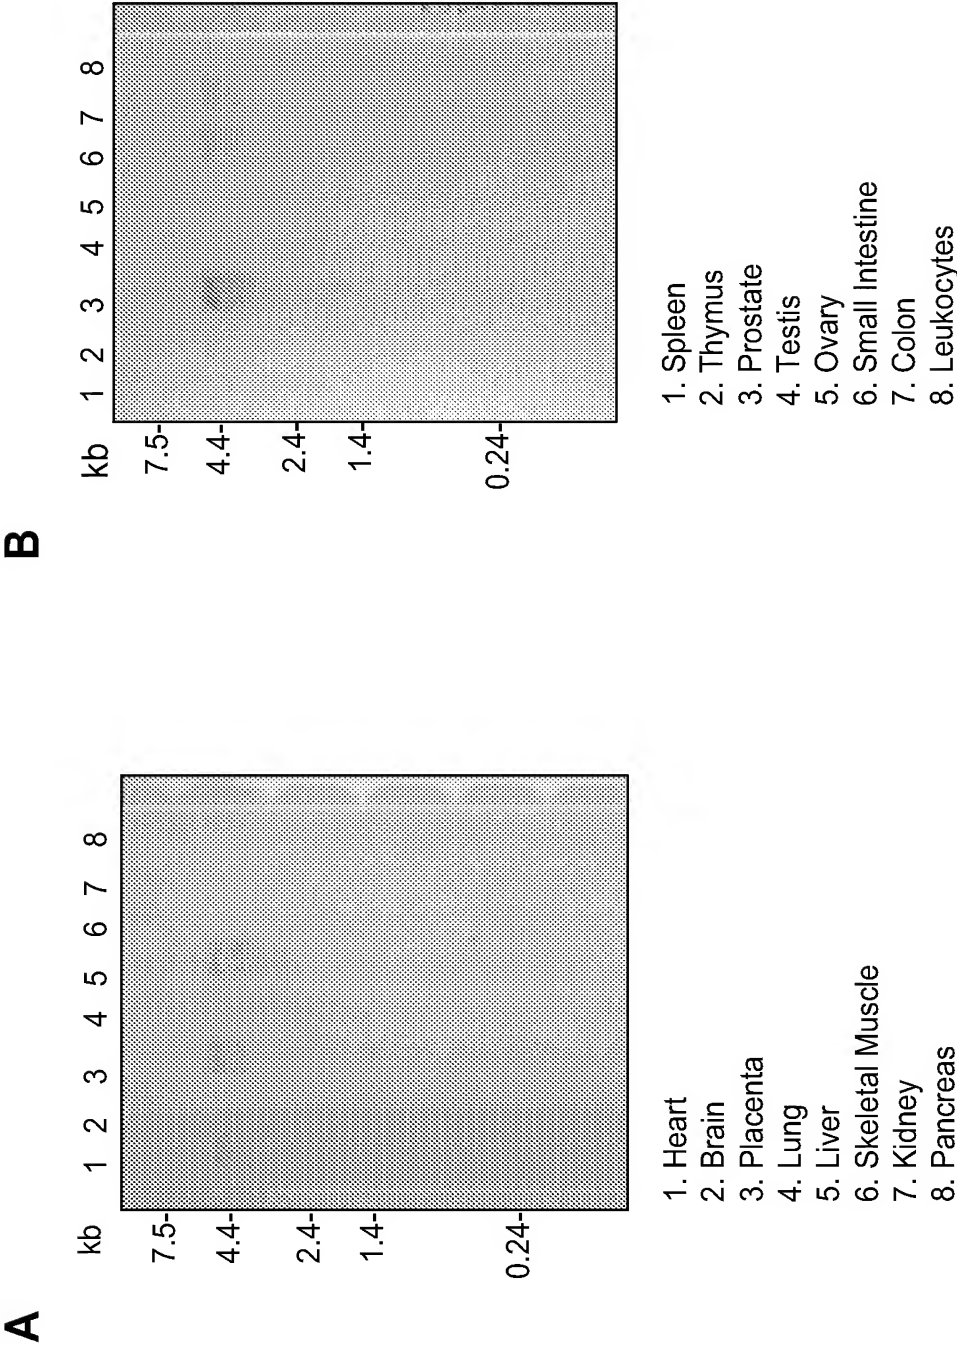 A
kb 1 2 3 4 5 6 7 8
7.5-
4.4-
2.4-
1.4-
0.24-
1. Heart
2. Brain
3. Placenta
4. Lung
5. Liver
6. Skeletal Muscle
7. Kidney
8. Pancreas
B
kb 1 2 3 4 5 6 7 8
7.5-
4.4-
2.4-
1.4-
0.24-
1. Spleen
2. Thymus
3. Prostate
4. Testis
5. Ovary
6. Small Intestine
7. Colon
8. Leukocytes